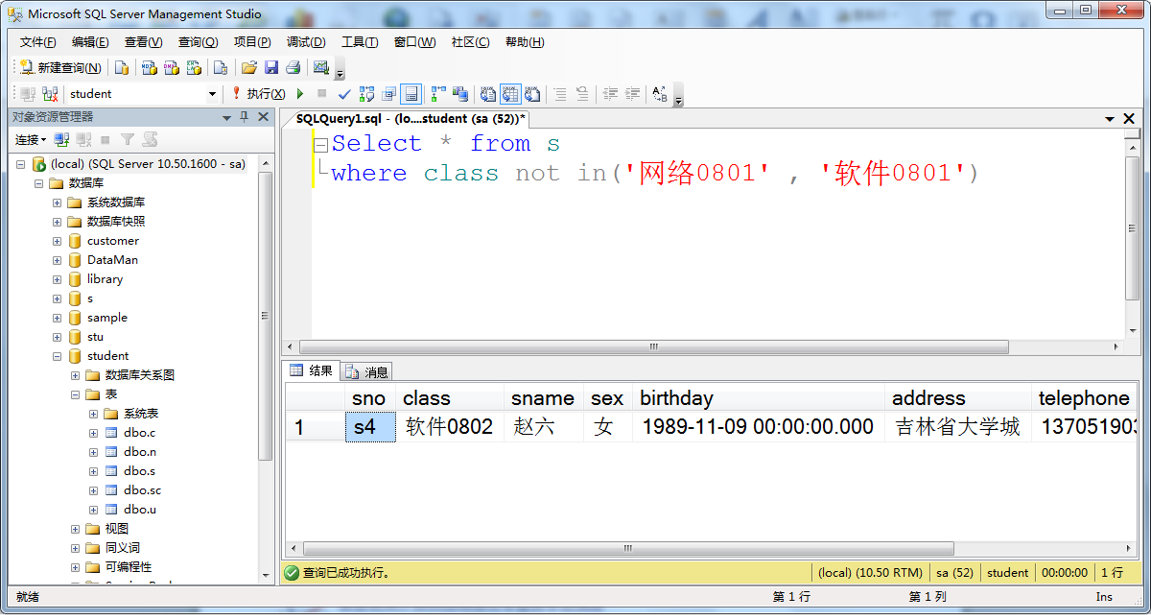 Microsoft SQL Server Management Studio
文件(F) 编辑(E) 查看(V) 查询(Q) 项目(P) 调试(D) 工具(T) 窗口(W) 社区(C) 帮助(H)
新建查询(N)
student 执行(X)
对象资源管理器
SQLQuery1.sql - (lo....student (sa (52))*
连接
(local) (SQL Server 10.50.1600 - sa)
数据库
系统数据库
数据库快照
customer
DataMan
library
s
sample
stu
student
数据库关系图
表
系统表
dbo.c
dbo.n
dbo.s
dbo.sc
dbo.u
视图
同义词
可编程性
Select * from s
where class not in('网络0801' , '软件0801')
结果 消息
sno class sname sex birthday address telephone
1 s4 软件0802 赵六 女 1989-11-09 00:00:00.000 吉林省大学城 137051903
查询已成功执行。 (local) (10.50 RTM) sa (52) student 00:00:00 1 行
就绪 第 1 行 第 1 列 Ins